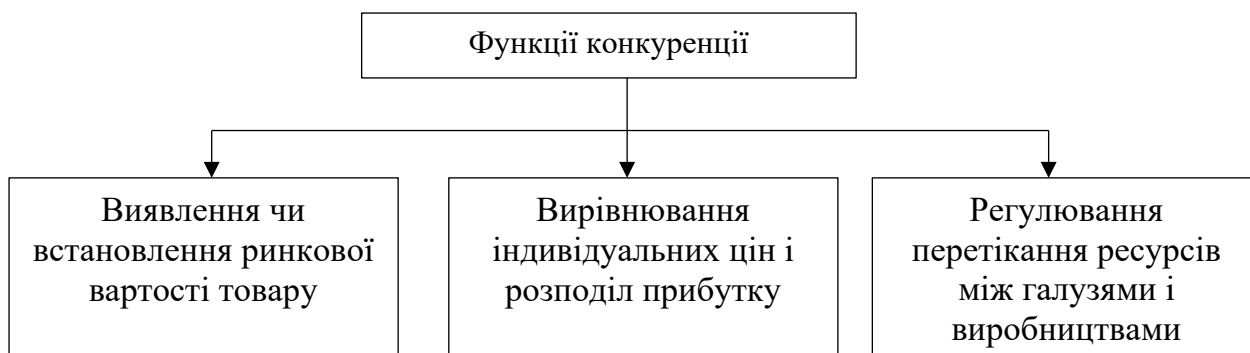 Функції конкуренції
Виявлення чи
встановлення ринкової
вартості товару
Вирівнювання
індивідуальних цін і
розподіл прибутку
Регулювання
перетікання ресурсів
між галузями і
виробництвами